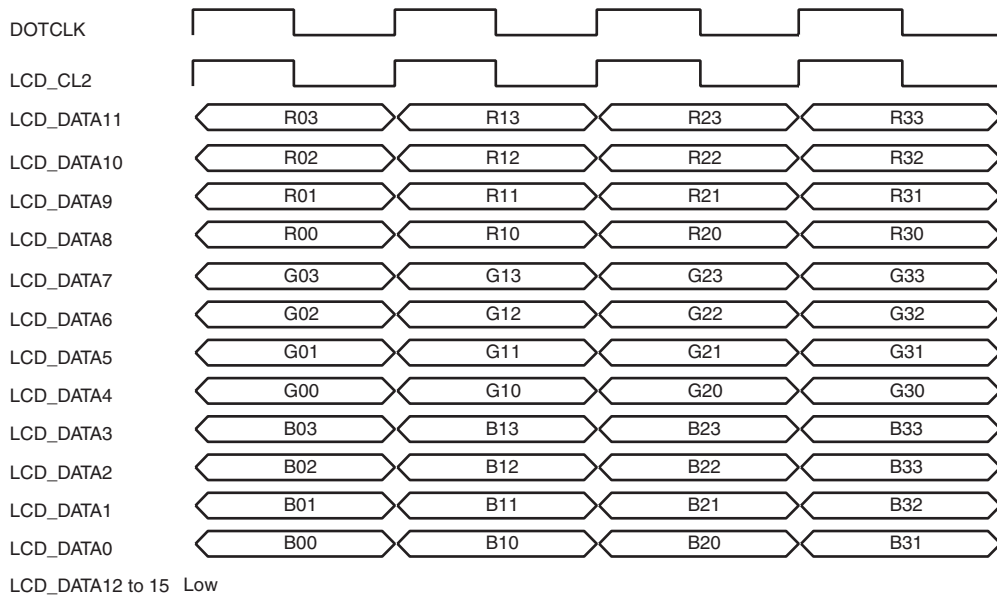 DOTCLK
LCD_CL2
LCD_DATA11 R03 R13 R23 R33
LCD_DATA10 R02 R12 R22 R32
LCD_DATA9 R01 R11 R21 R31
LCD_DATA8 R00 R10 R20 R30
LCD_DATA7 G03 G13 G23 G33
LCD_DATA6 G02 G12 G22 G32
LCD_DATA5 G01 G11 G21 G31
LCD_DATA4 G00 G10 G20 G30
LCD_DATA3 B03 B13 B23 B33
LCD_DATA2 B02 B12 B22 B33
LCD_DATA1 B01 B11 B21 B32
LCD_DATA0 B00 B10 B20 B31
LCD_DATA12 to 15 Low